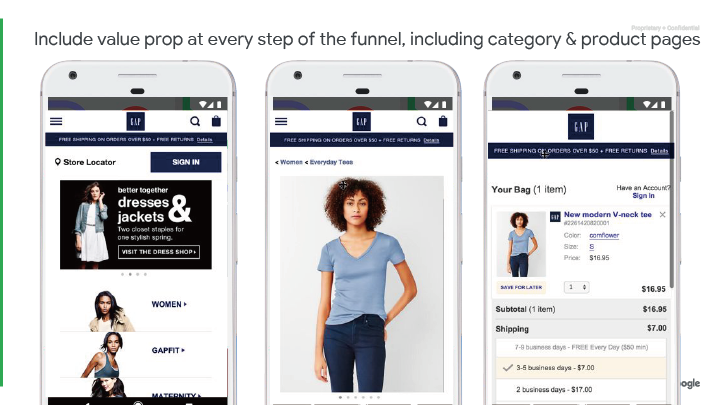 Proprietary + Confidential
Include value prop at every step of the funnel, including category & product pages
GAP
FREE SHIPPING ON ORDERS OVER $50 + FREE RETURNS Details
Store Locator
SIGN IN
better together
dresses &
jackets
Two closet staples for
one stylish spring.
VISIT THE DRESS SHOP
WOMEN
GAPFIT
MATERNITY
GAP
FREE SHIPPING ON ORDERS OVER $50 + FREE RETURNS Details
< Women < Everyday Tees
GAP
FREE SHIPPING ON ORDERS OVER $50 + FREE RETURNS Details
Your Bag (1 item)
Have an Account?
Sign In
GAP
New modern V-neck tee
#2261420820001
Color: cornflower
Size: S
Price: $16.95
SAVE FOR LATER
1
$16.95
Subtotal (1 item) $16.95
Shipping $7.00
7-9 business days - FREE Every Day ($50 min)
3-5 business days - $7.00
2 business days - $17.00
ogle